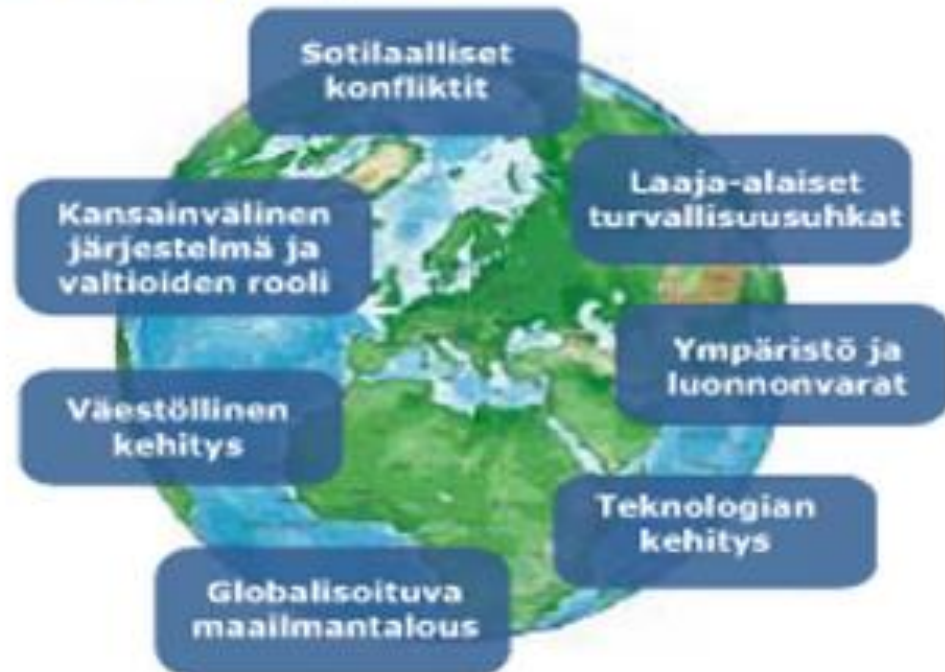 Sotilaalliset
konfliktit
Laaja-alaiset
turvallisuusuhkat
Kansainvälinen
järjestelmä ja
valtioiden rooli
Ympäristö ja
luonnonvarat
Väestöllinen
kehitys
Teknologian
kehitys
Globalisoituva
maailmantalous